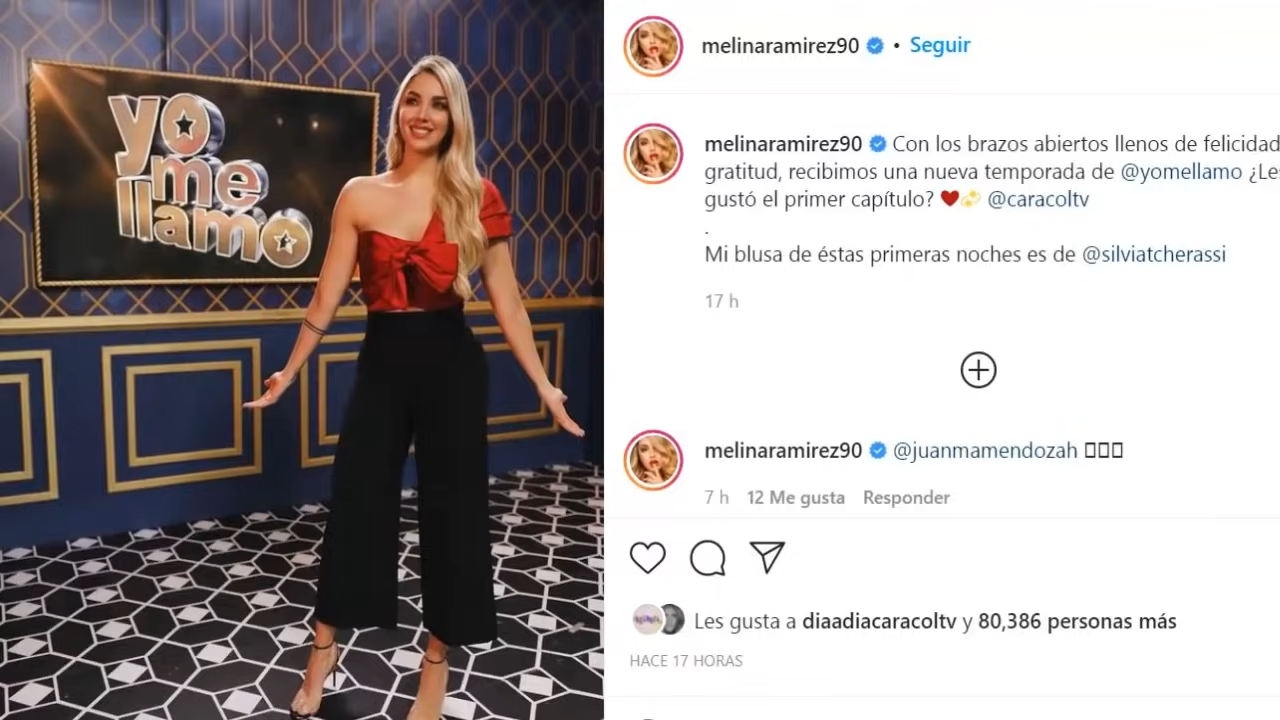 yo
me
llamo
melinaramirez90 • Seguir
melinaramirez90 Con los brazos abiertos llenos de felicidad
gratitud, recibimos una nueva temporada de @yomellamo ¿Les
gustó el primer capítulo? ❤️💫 @caracoltv
.
Mi blusa de éstas primeras noches es de @silviatcherassi
17 h
melinaramirez90 @juanmamendozah
7 h 12 Me gusta Responder
Les gusta a diaadiacaracoltv y 80,386 personas más
HACE 17 HORAS